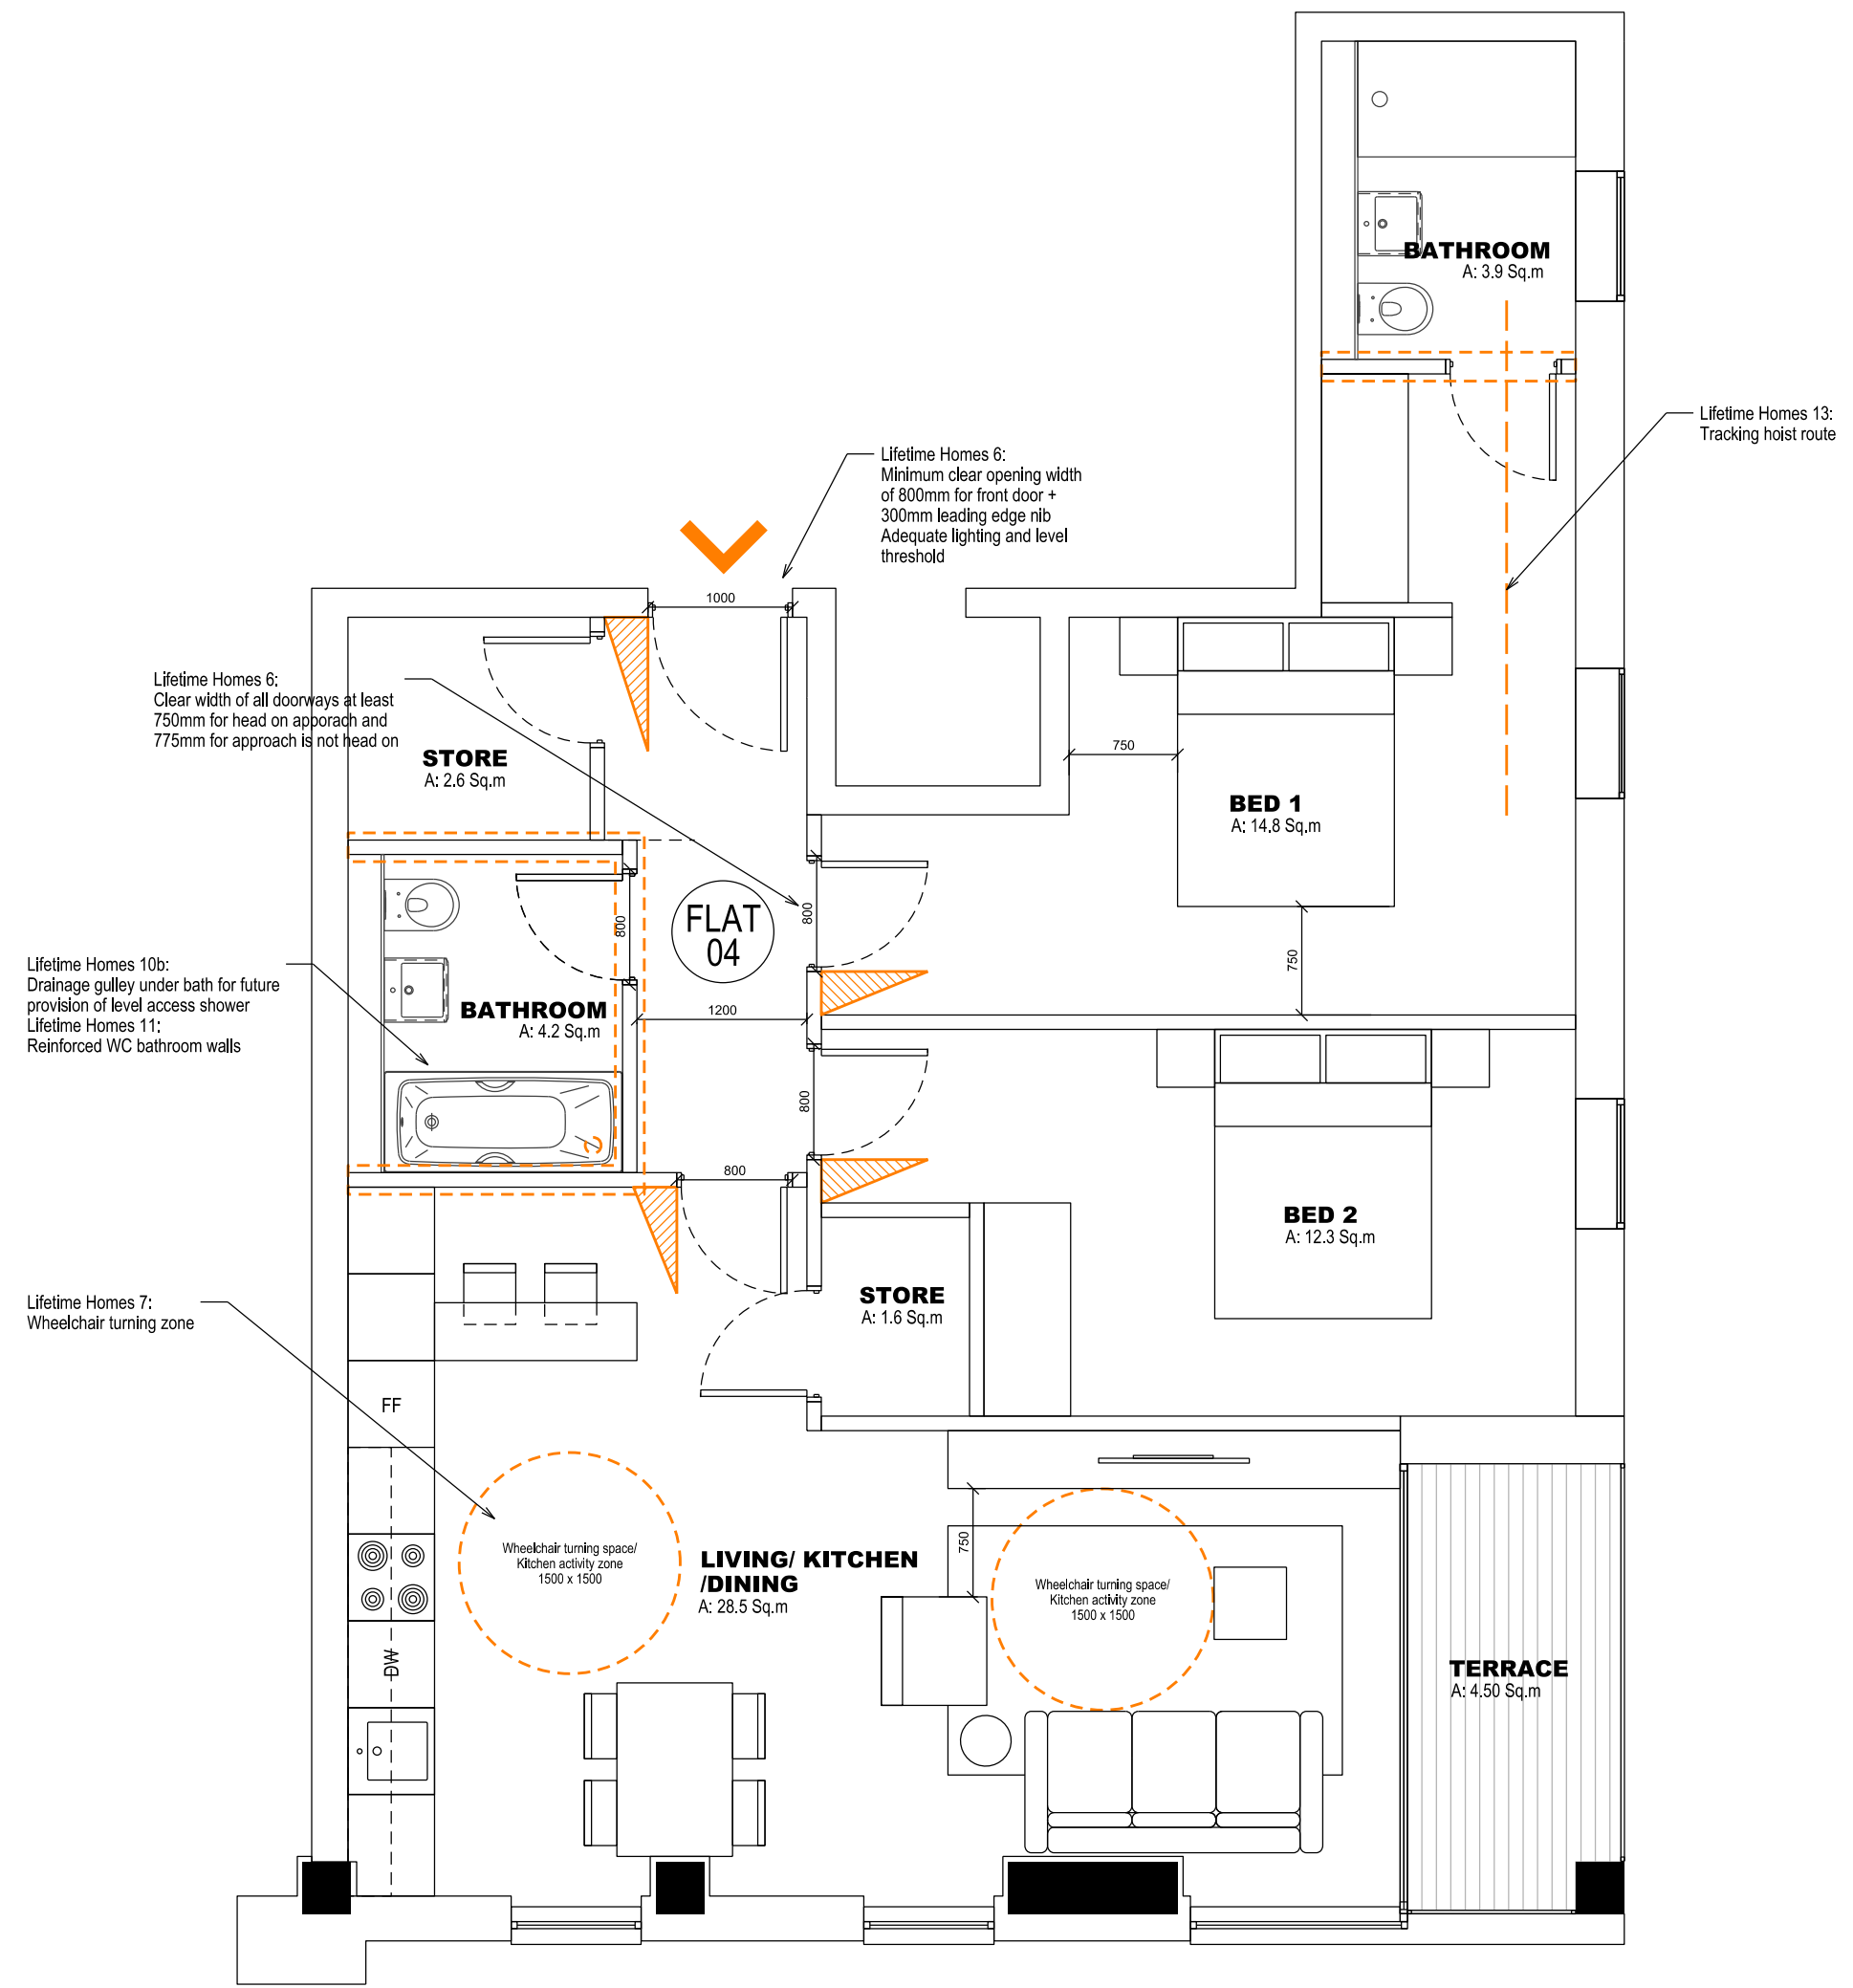 BATHROOM
A: 3.9 Sq.m
Lifetime Homes 13:
Tracking hoist route
Lifetime Homes 6:
Minimum clear opening width
of 800mm for front door +
300mm leading edge nib
Adequate lighting and level
threshold
1000
Lifetime Homes 6:
Clear width of all doorways at least
750mm for head on apporach and
775mm for approach is not head on
STORE
A: 2.6 Sq.m
750
BED 1
A: 14.8 Sq.m
FLAT
04
800
800
750
Lifetime Homes 10b:
Drainage gulley under bath for future
provision of level access shower
Lifetime Homes 11:
Reinforced WC bathroom walls
BATHROOM
A: 4.2 Sq.m
1200
800
800
BED 2
A: 12.3 Sq.m
STORE
A: 1.6 Sq.m
Lifetime Homes 7:
Wheelchair turning zone
FF
Wheelchair turning space/
Kitchen activity zone
1500 x 1500
LIVING/ KITCHEN
/DINING
A: 28.5 Sq.m
750
Wheelchair turning space/
Kitchen activity zone
1500 x 1500
DW
TERRACE
A: 4.50 Sq.m